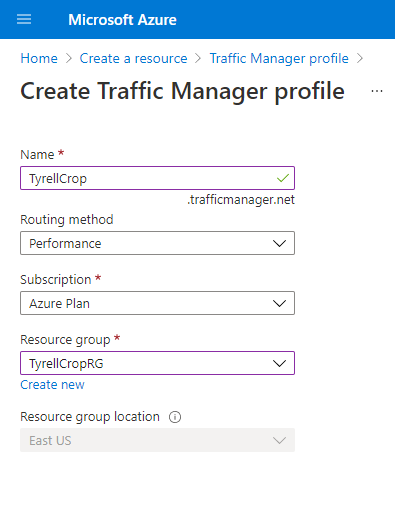 Microsoft Azure
Home > Create a resource > Traffic Manager profile >
Create Traffic Manager profile ...
Name *
TyrellCrop
.trafficmanager.net
Routing method
Performance
Subscription *
Azure Plan
Resource group *
TyrellCropRG
Create new
Resource group location
East US